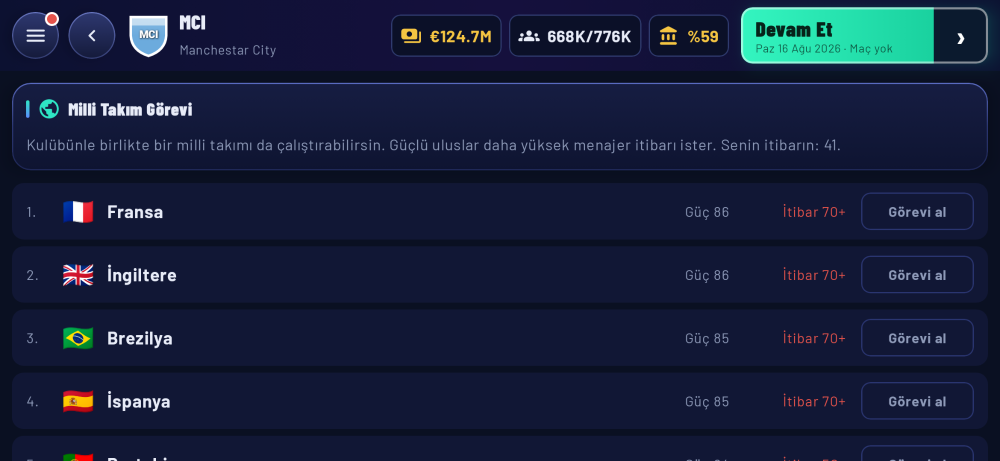 MCI
MCI
Manchestar City
€124.7M
668K/776K
%59
Devam Et
Paz 16 Ağu 2026 · Maç yok
Milli Takım Görevi
Kulübünle birlikte bir milli takımı da çalıştırabilirsin. Güçlü uluslar daha yüksek menajer itibarı ister. Senin itibarın: 41.
1. Fransa Güç 86 İtibar 70+ Görevi al
2. İngiltere Güç 86 İtibar 70+ Görevi al
3. Brezilya Güç 85 İtibar 70+ Görevi al
4. İspanya Güç 85 İtibar 70+ Görevi al